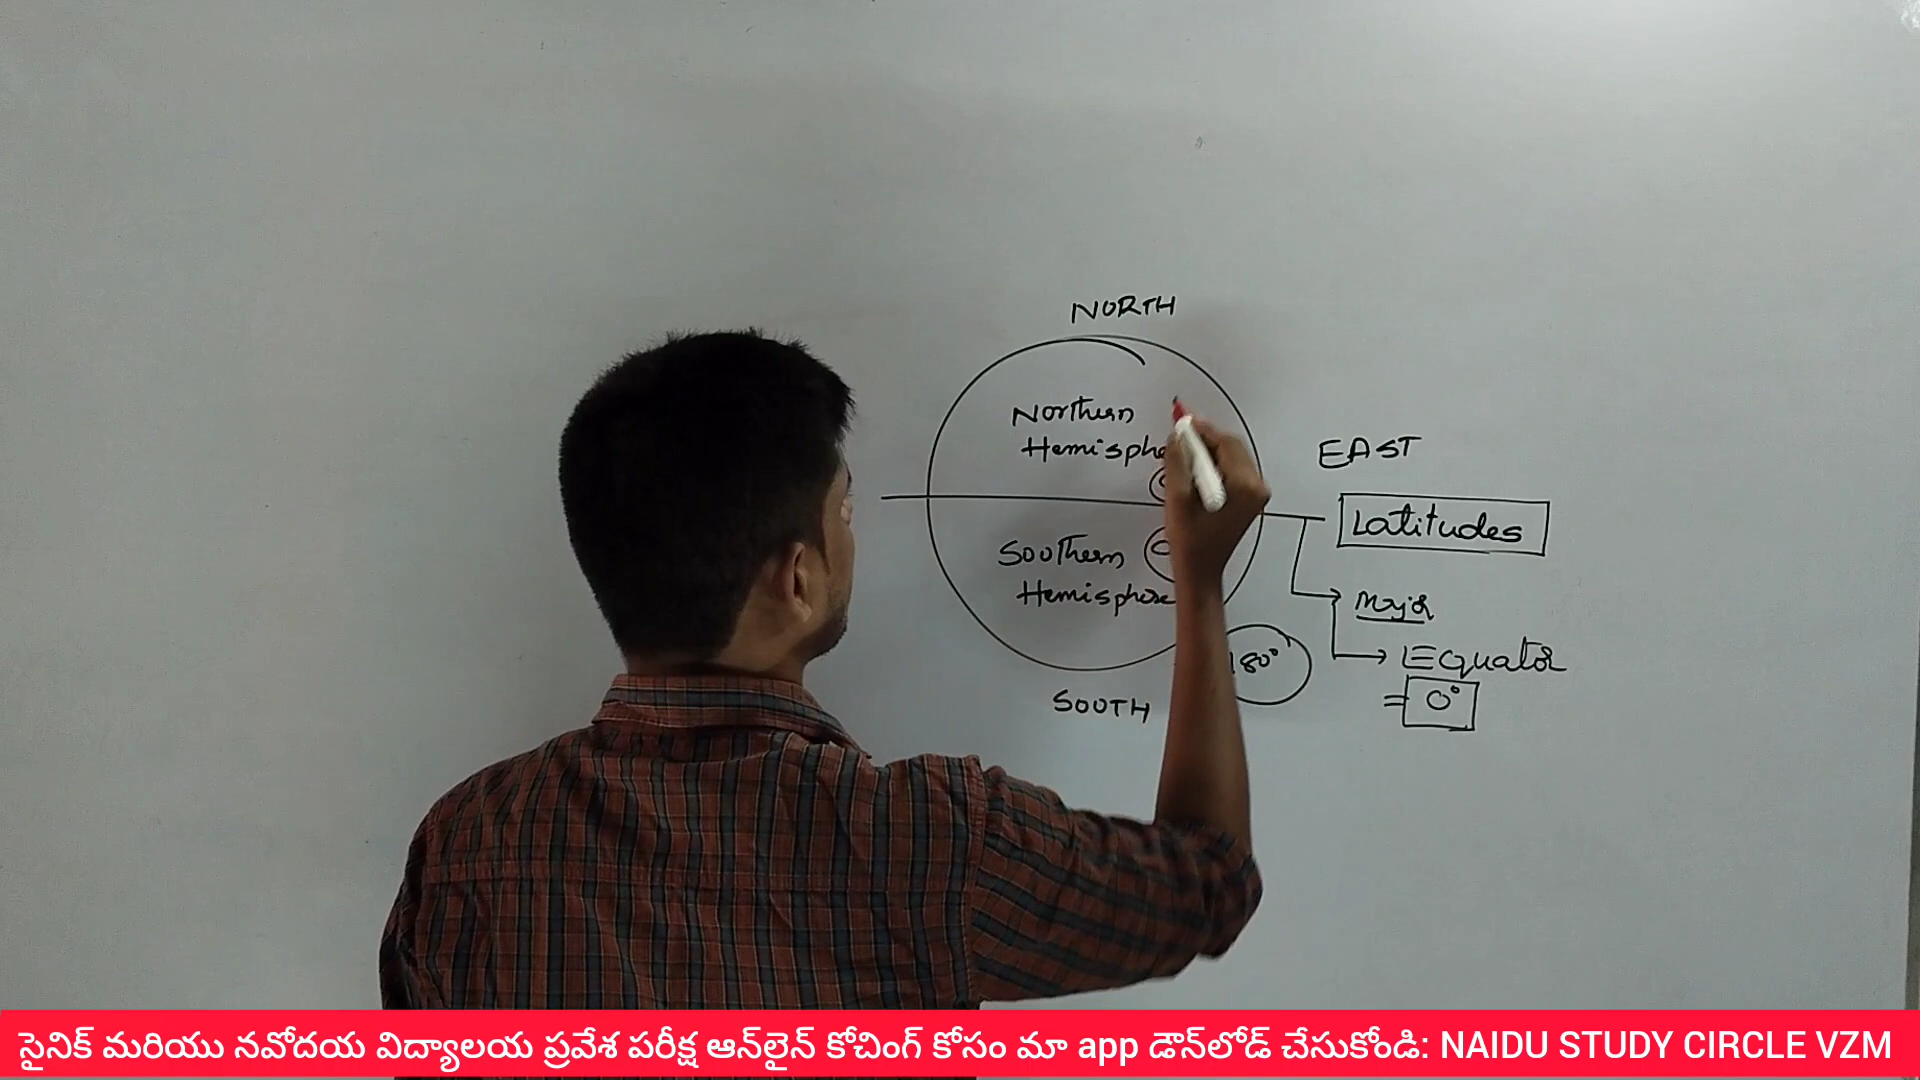 NORTH
Northern
Hemisphe
EAST
Latitudes
Southern
Hemisphere
Major
Equator
180°
= 0°
SOUTH
సైనిక్ మరియు నవోదయ విద్యాలయ ప్రవేశ పరీక్ష ఆన్‌లైన్ కోచింగ్ కోసం మా app డౌన్‌లోడ్ చేసుకోండి: NAIDU STUDY CIRCLE VZM